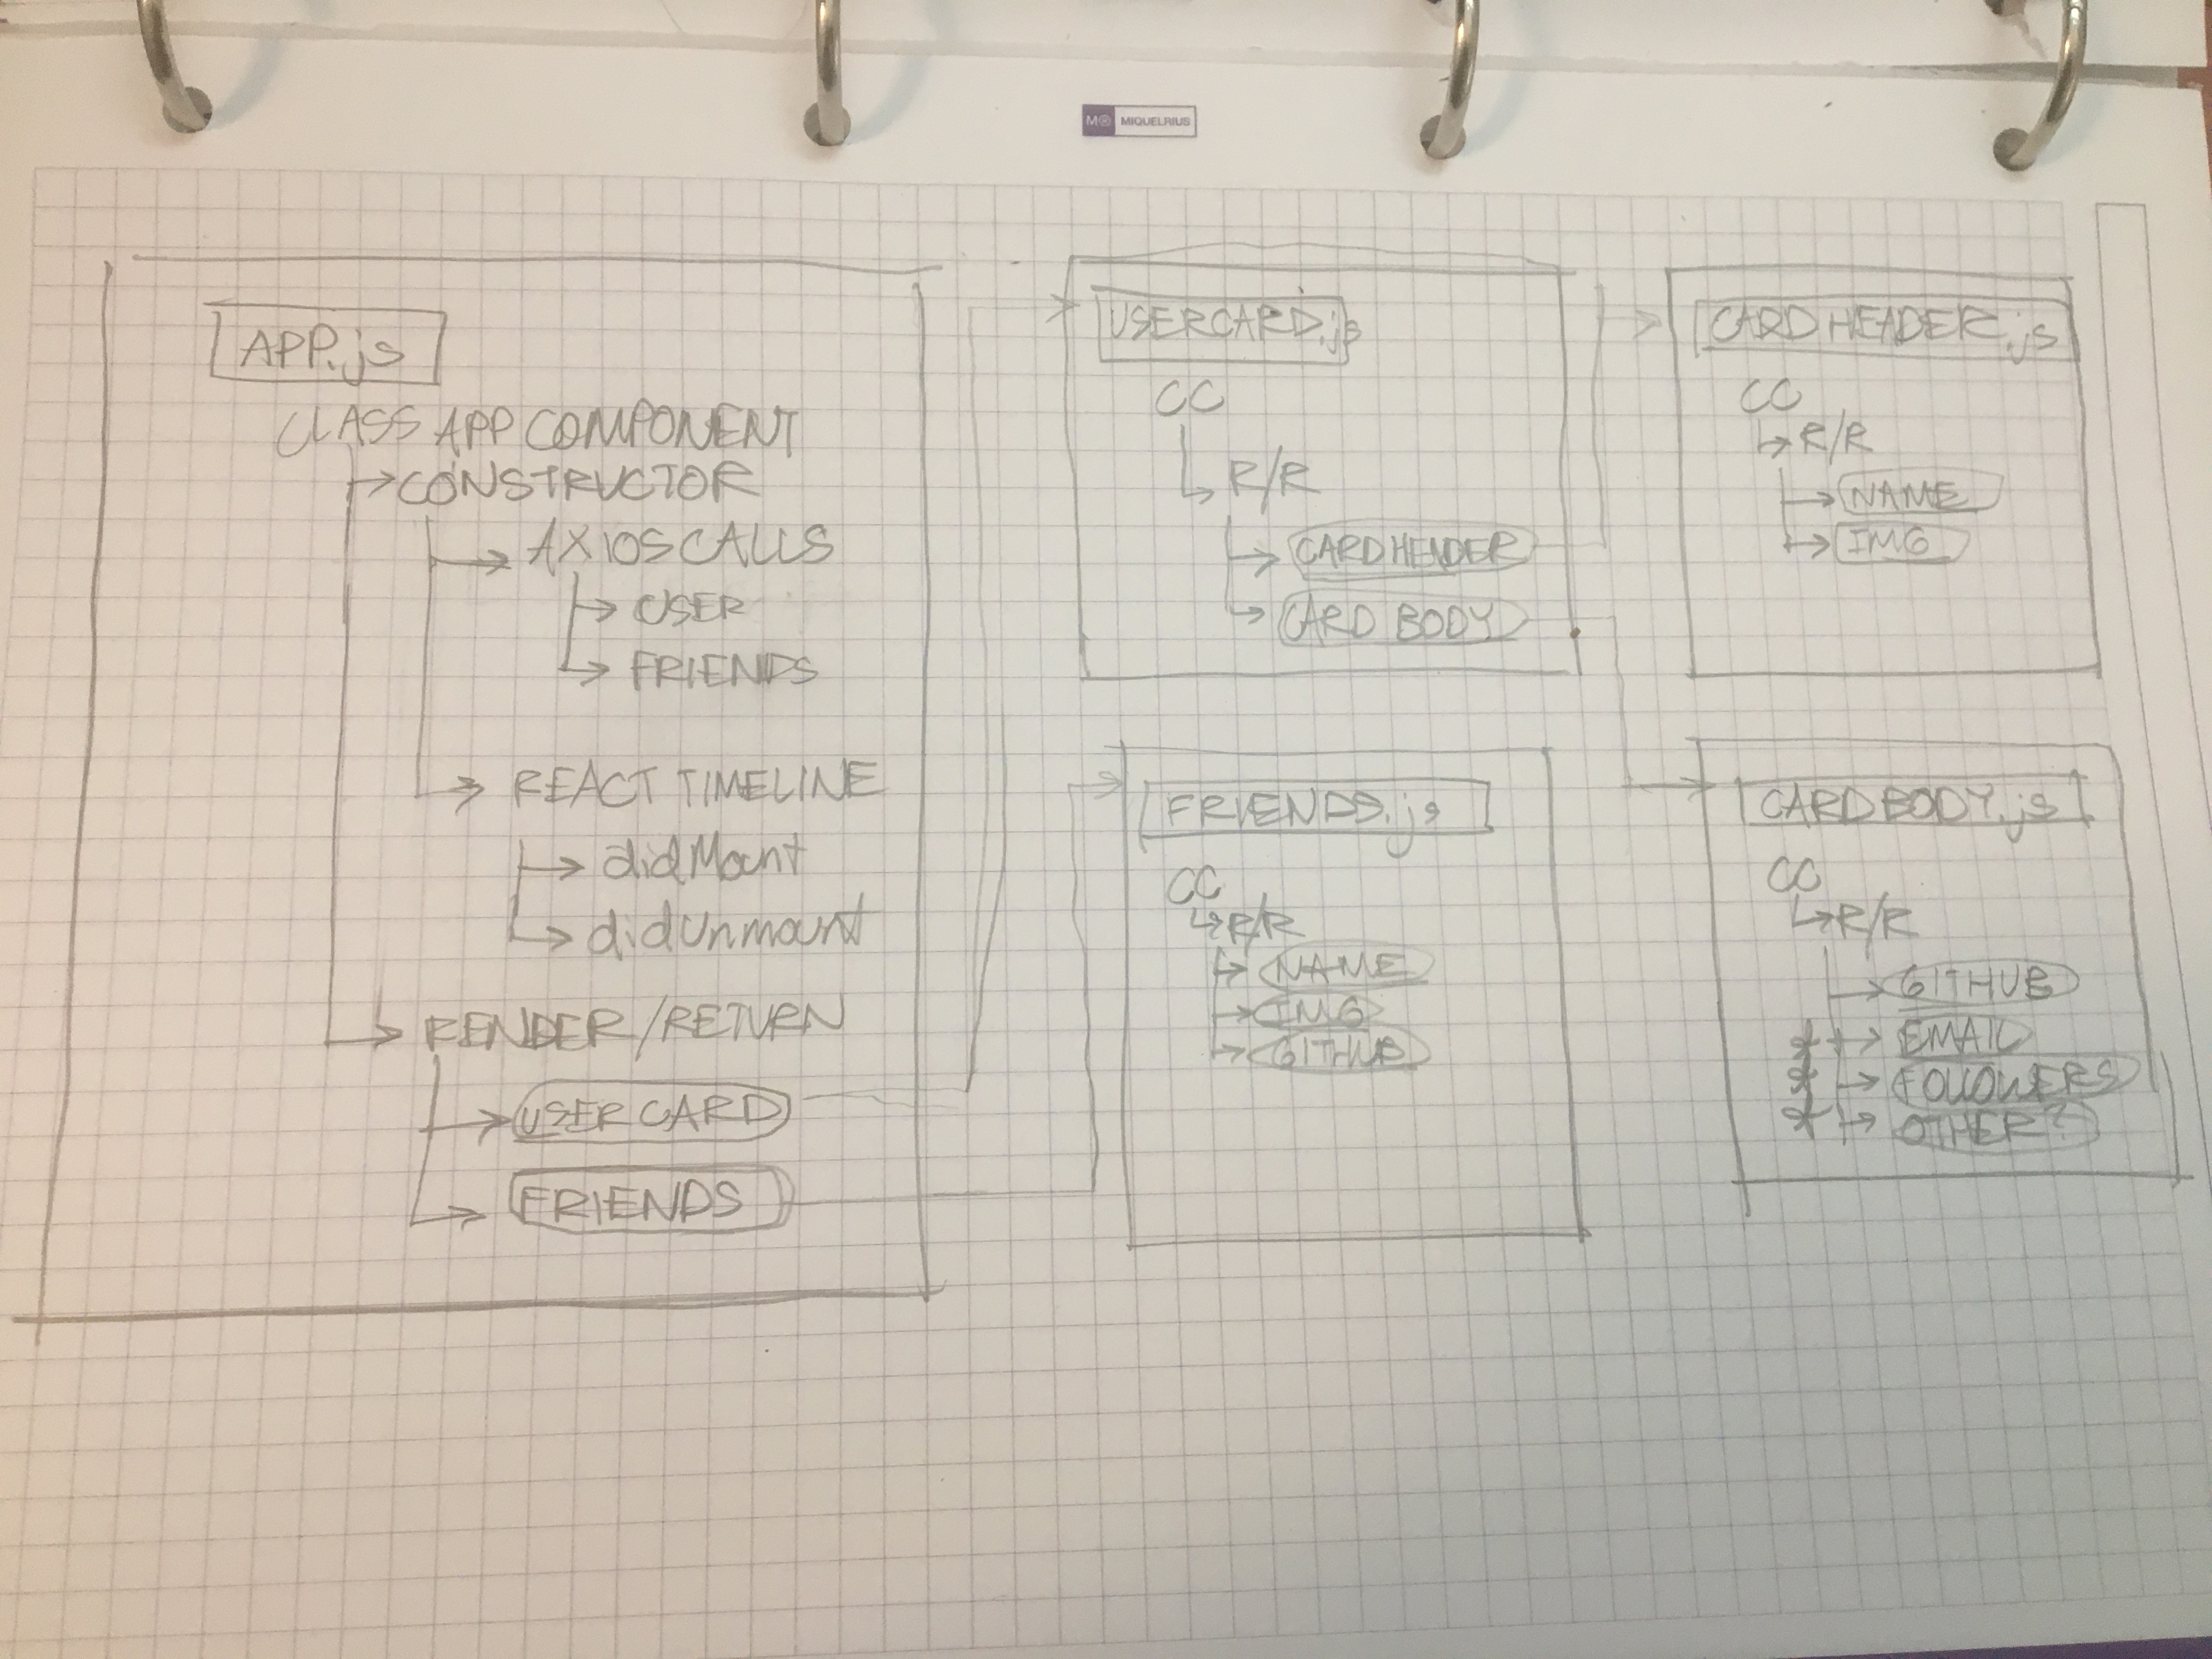 M® MIQUELRIUS
APP.js
CLASS APP COMPONENT
CONSTRUCTOR
AXIOS CALLS
USER
FRIENDS
REACT TIMELINE
didMount
didUnmount
RENDER/RETURN
USER CARD
FRIENDS
USERCARD.js
CC
R/R
CARDHEADER
CARD BODY
FRIENDS.js
CC
R/R
NAME
IMG
GITHUB
CARD HEADER.js
CC
R/R
NAME
IMG
CARD BODY.js
CC
R/R
GITHUB
EMAIL
FOLLOWERS
OTHER?